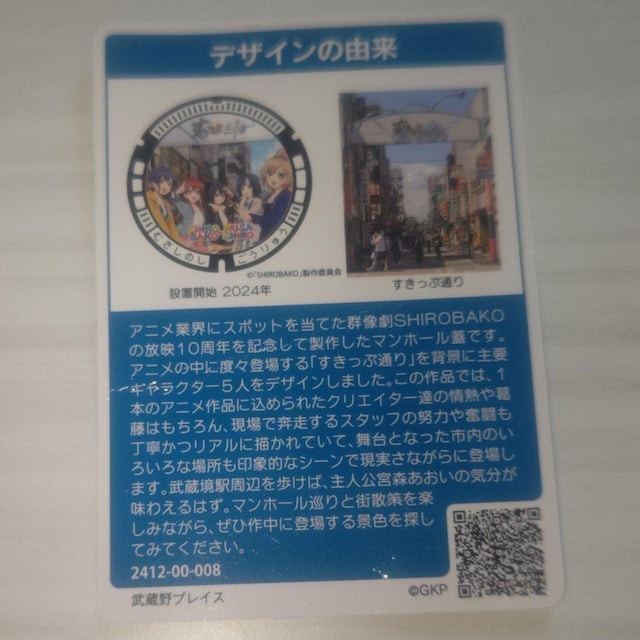 デザインの由来
むさしのし
ごうりゅう
©「SHIROBAKO」製作委員会
設置開始 2024年
すきっぷ通り
アニメ業界にスポットを当てた群像劇SHIROBAKO
の放映10周年を記念して製作したマンホール蓋です。
アニメの中に度々登場する「すきっぷ通り」を背景に主要
キャラクター5人をデザインしました。この作品では、1
本のアニメ作品に込められたクリエイター達の情熱や葛
藤はもちろん、現場で奔走するスタッフの努力や奮闘も
丁寧かつリアルに描かれていて、舞台となった市内のい
ろいろな場所も印象的なシーンで現実さながらに登場し
ます。武蔵境駅周辺を歩けば、主人公宮森あおいの気分が
味わえるはず。マンホール巡りと街散策を楽
しみながら、ぜひ作中に登場する景色を探し
てみてください。
2412-00-008
武蔵野プレイス
©GKP